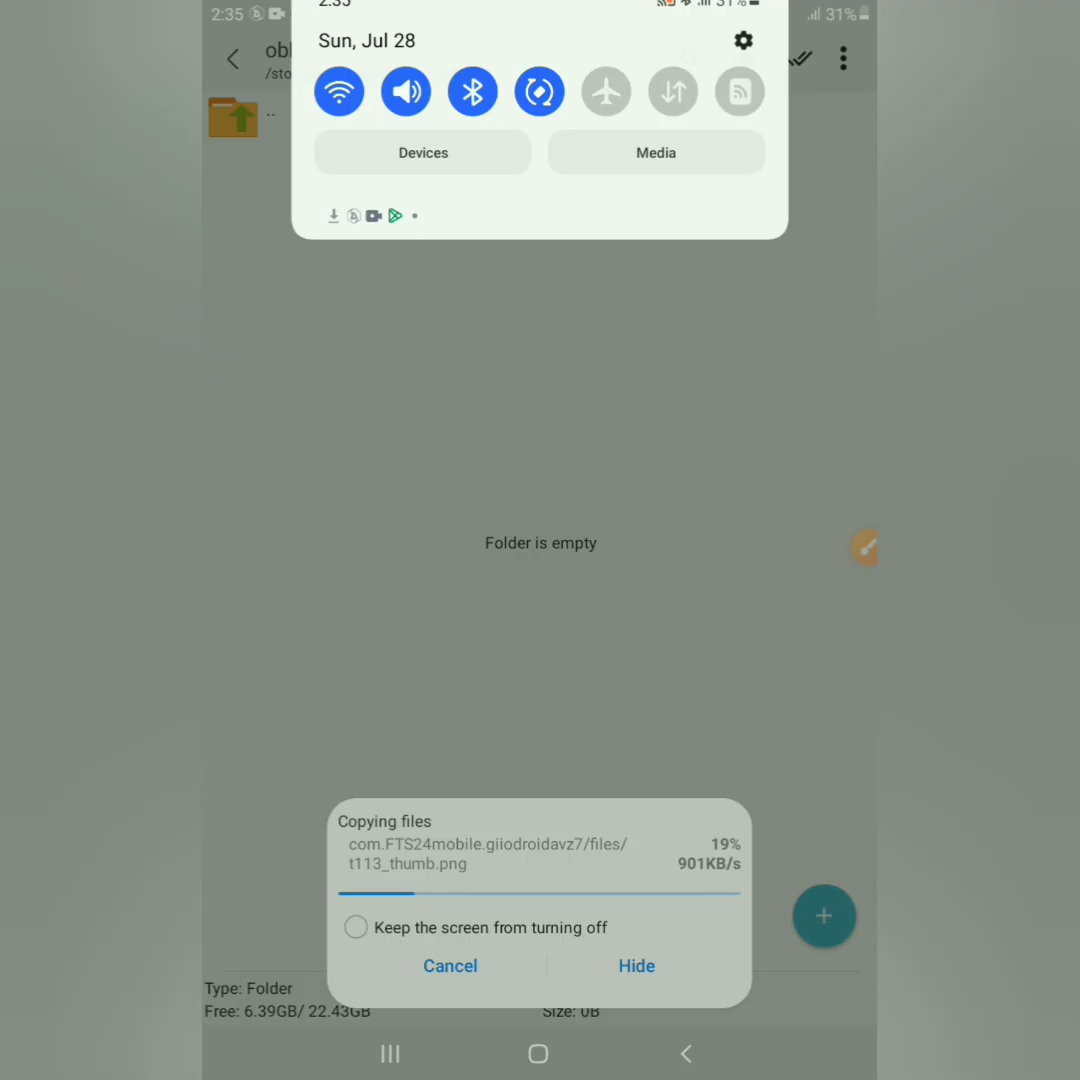 2:35
31%
2:35
31%
obl
Sun, Jul 28
/sto
..
Devices
Media
Folder is empty
Copying files
com.FTS24mobile.giiodroidavz7/files/
19%
t113_thumb.png
901KB/s
Keep the screen from turning off
Cancel
Hide
Type: Folder
Free: 6.39GB/ 22.43GB
Size: 0B